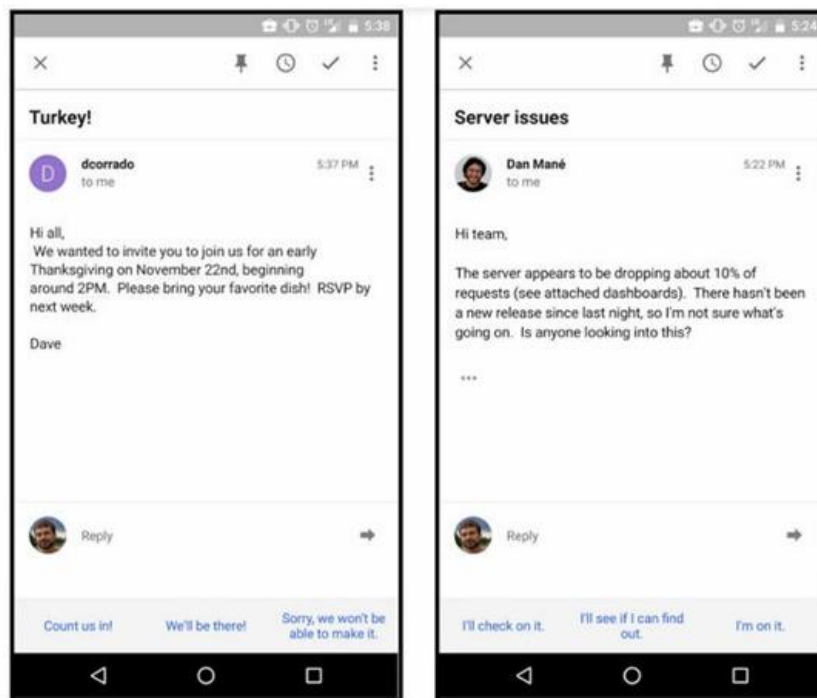 5:38
Turkey!
D
dcorrado
5:37 PM
to me
Hi all,
We wanted to invite you to join us for an early
Thanksgiving on November 22nd, beginning
around 2PM. Please bring your favorite dish! RSVP by
next week.
Dave
Reply
Count us in!
We'll be there!
Sorry, we won't be
able to make it.
5:24
Server issues
Dan Mané
5:22 PM
to me
Hi team,
The server appears to be dropping about 10% of
requests (see attached dashboards). There hasn't been
a new release since last night, so I'm not sure what's
going on. Is anyone looking into this?
Reply
I'll check on it.
I'll see if I can find
out.
I'm on it.